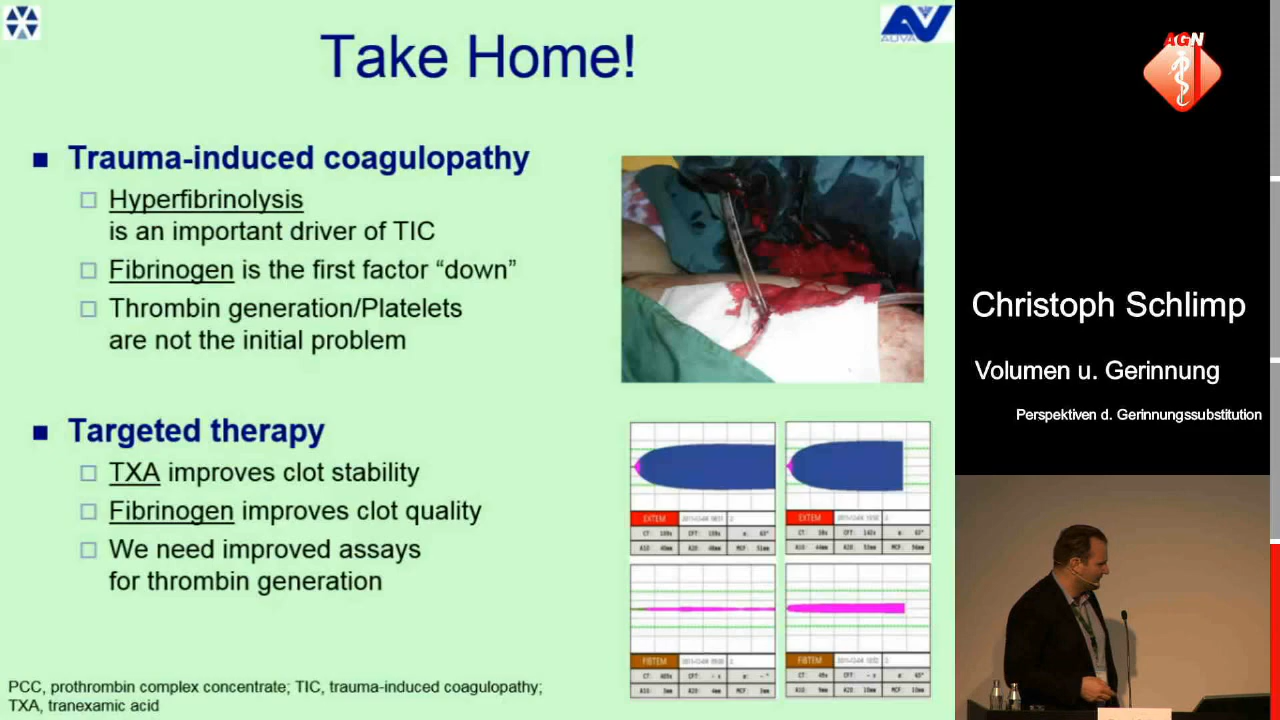 Take Home!
AUVA
Trauma-induced coagulopathy
Hyperfibrinolysis
is an important driver of TIC
Fibrinogen is the first factor “down”
Thrombin generation/Platelets
are not the initial problem
Targeted therapy
TXA improves clot stability
Fibrinogen improves clot quality
We need improved assays
for thrombin generation
PCC, prothrombin complex concentrate; TIC, trauma-induced coagulopathy;
TXA, tranexamic acid
EXTEM
EXTEM
FIBTEM
FIBTEM
AGN
Christoph Schlimp
Volumen u. Gerinnung
Perspektiven d. Gerinnungssubstitution